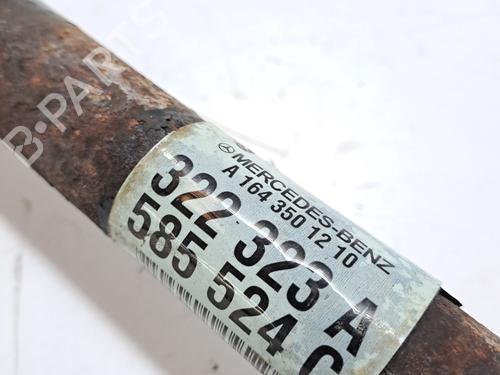 B-PARTS
MERCEDES-BENZ
A 164 350 12 10
322 323 A
585 524 C